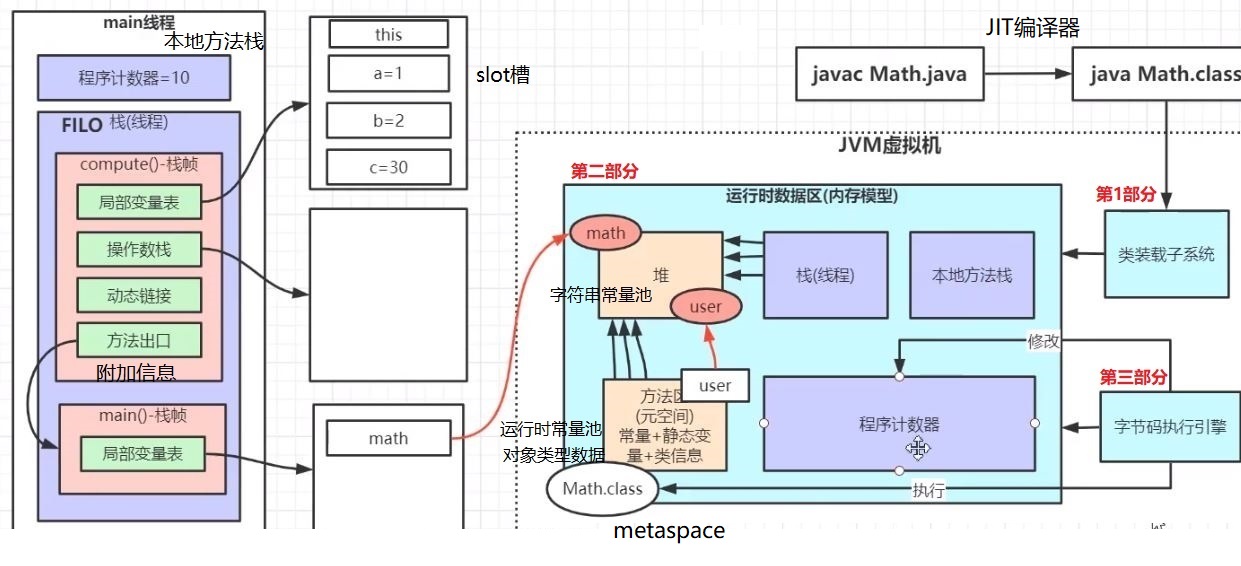 main线程
本地方法栈
程序计数器=10
FILO 栈(线程)
compute()-栈帧
局部变量表
操作数栈
动态链接
方法出口
附加信息
main()-栈帧
局部变量表
this
a=1
b=2
c=30
slot槽
math
JIT编译器
javac Math.java
java Math.class
JVM虚拟机
第二部分
运行时数据区(内存模型)
第1部分
类装载子系统
math
堆
字符串常量池
user
栈(线程)
本地方法栈
修改
第三部分
user
方法区
(元空间)
常量+静态变
量+类信息
运行时常量池
对象类型数据
程序计数器
字节码执行引擎
Math.class
执行
metaspace